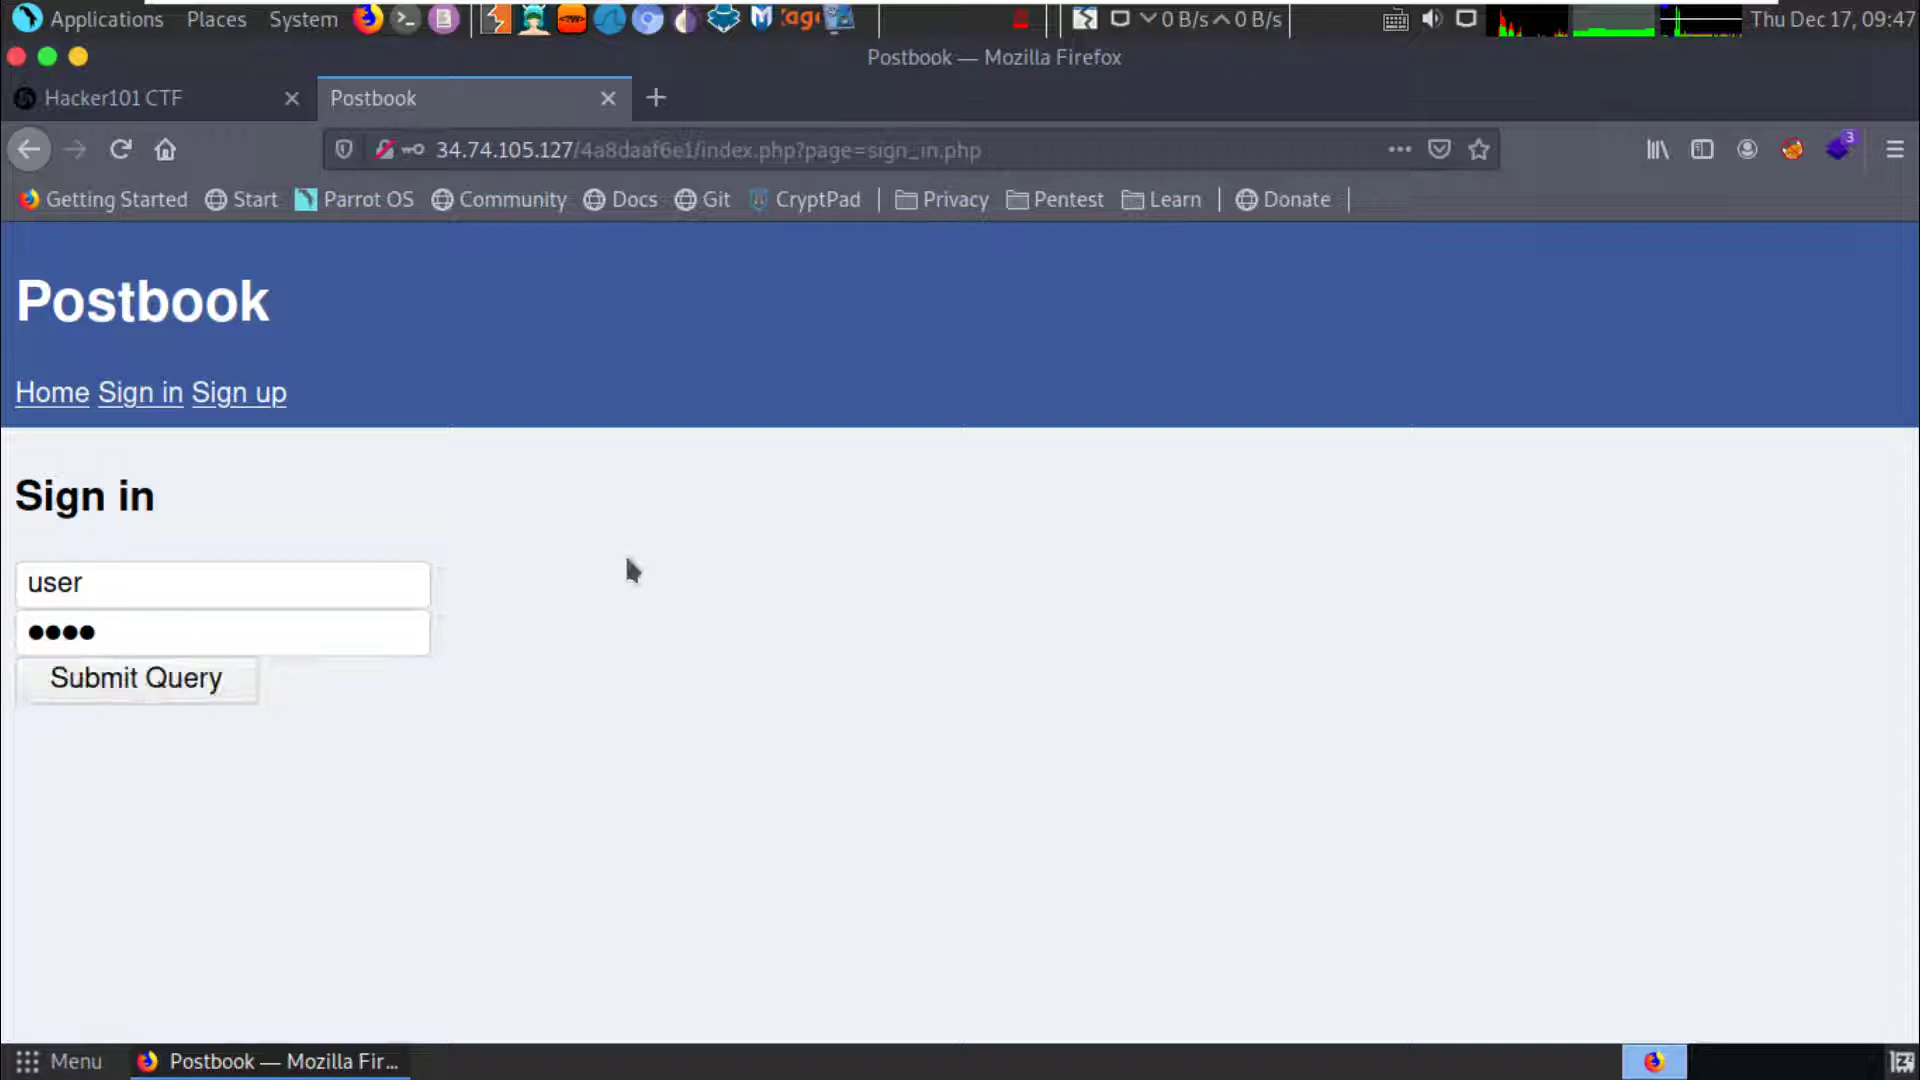 Applications Places System 0 B/s 0 B/s Thu Dec 17, 09:47
Postbook — Mozilla Firefox
Hacker101 CTF Postbook
34.74.105.127/4a8daaf6e1/index.php?page=sign_in.php
3
Getting Started Start Parrot OS Community Docs Git CryptPad Privacy Pentest Learn Donate
Postbook
Home Sign in Sign up
Sign in
user
Submit Query
Menu Postbook — Mozilla Fir...